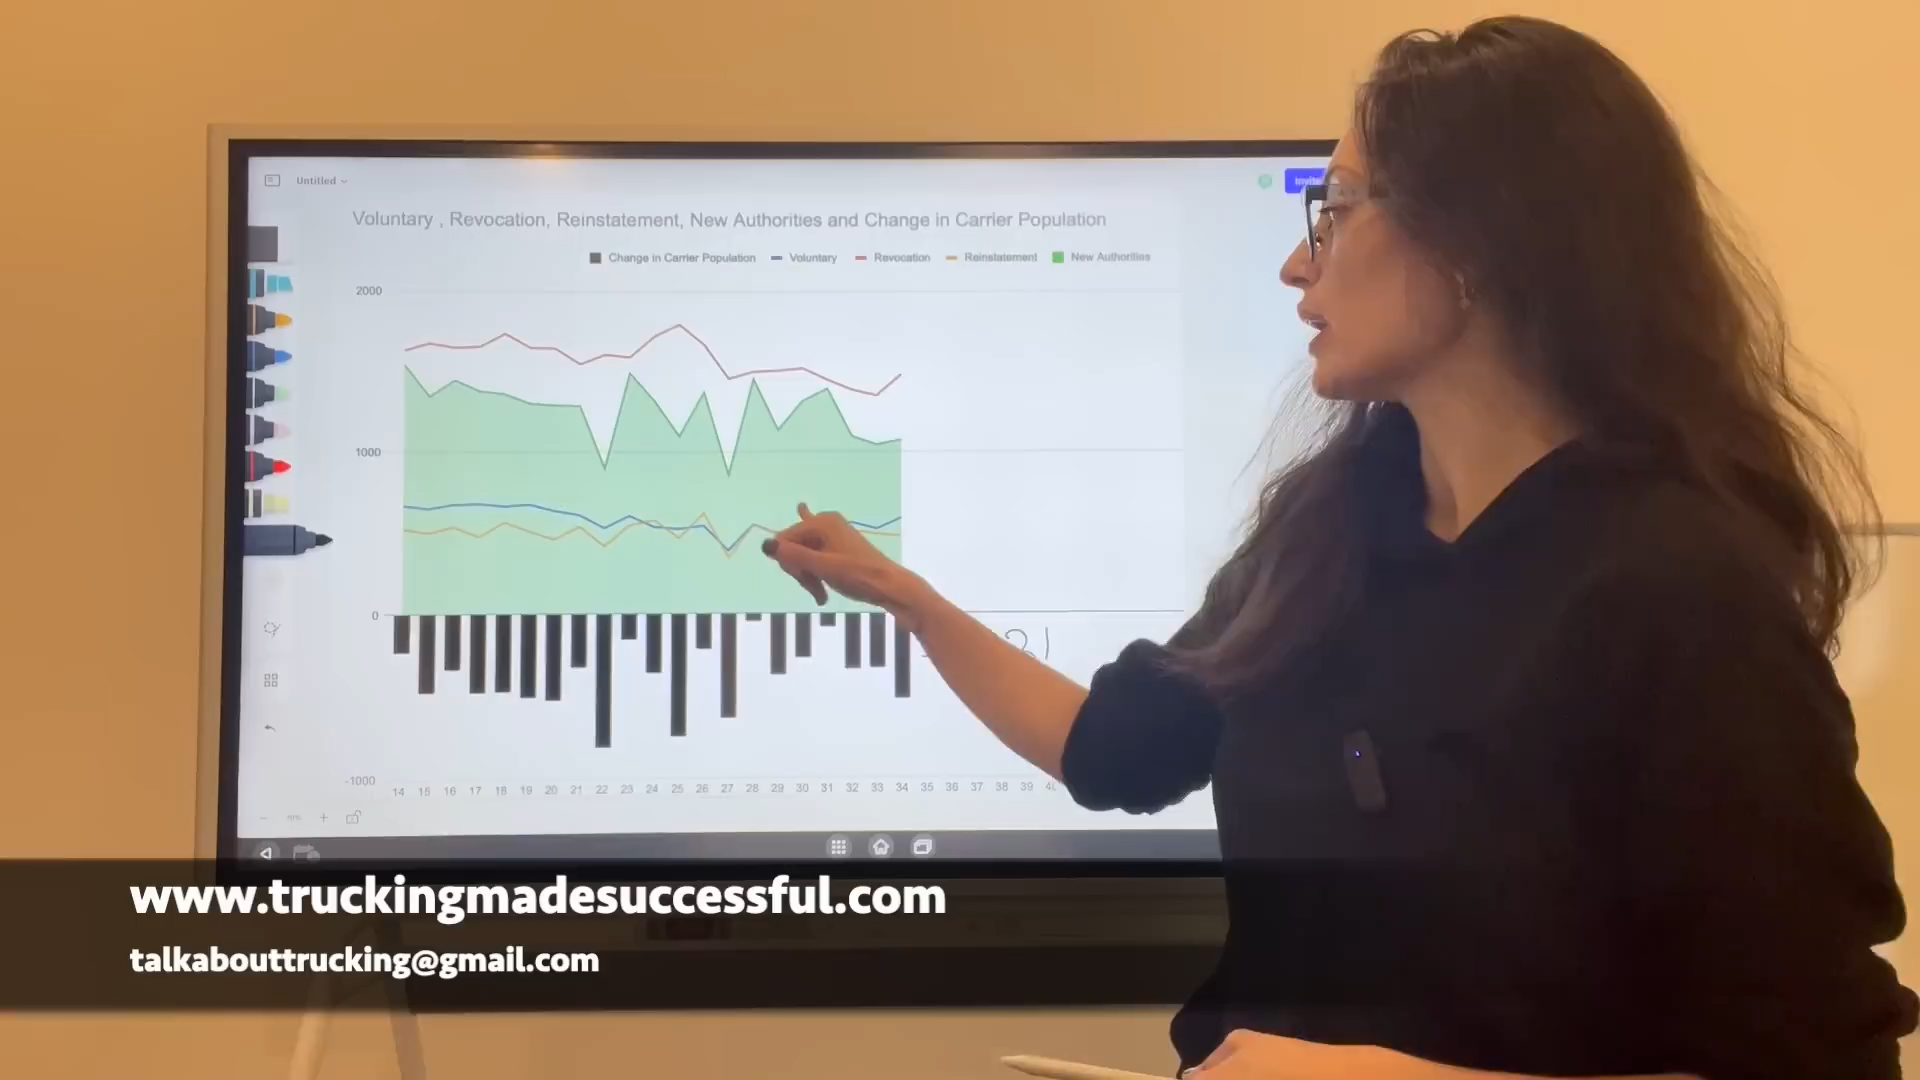 Untitled
Invite
Voluntary , Revocation, Reinstatement, New Authorities and Change in Carrier Population
Change in Carrier Population Voluntary Revocation Reinstatement New Authorities
2000
1000
0
21
-1000
14 15 16 17 18 19 20 21 22 23 24 25 26 27 28 29 30 31 32 33 34 35 36 37 38 39
www.truckingmadesuccessful.com
talkabouttrucking@gmail.com